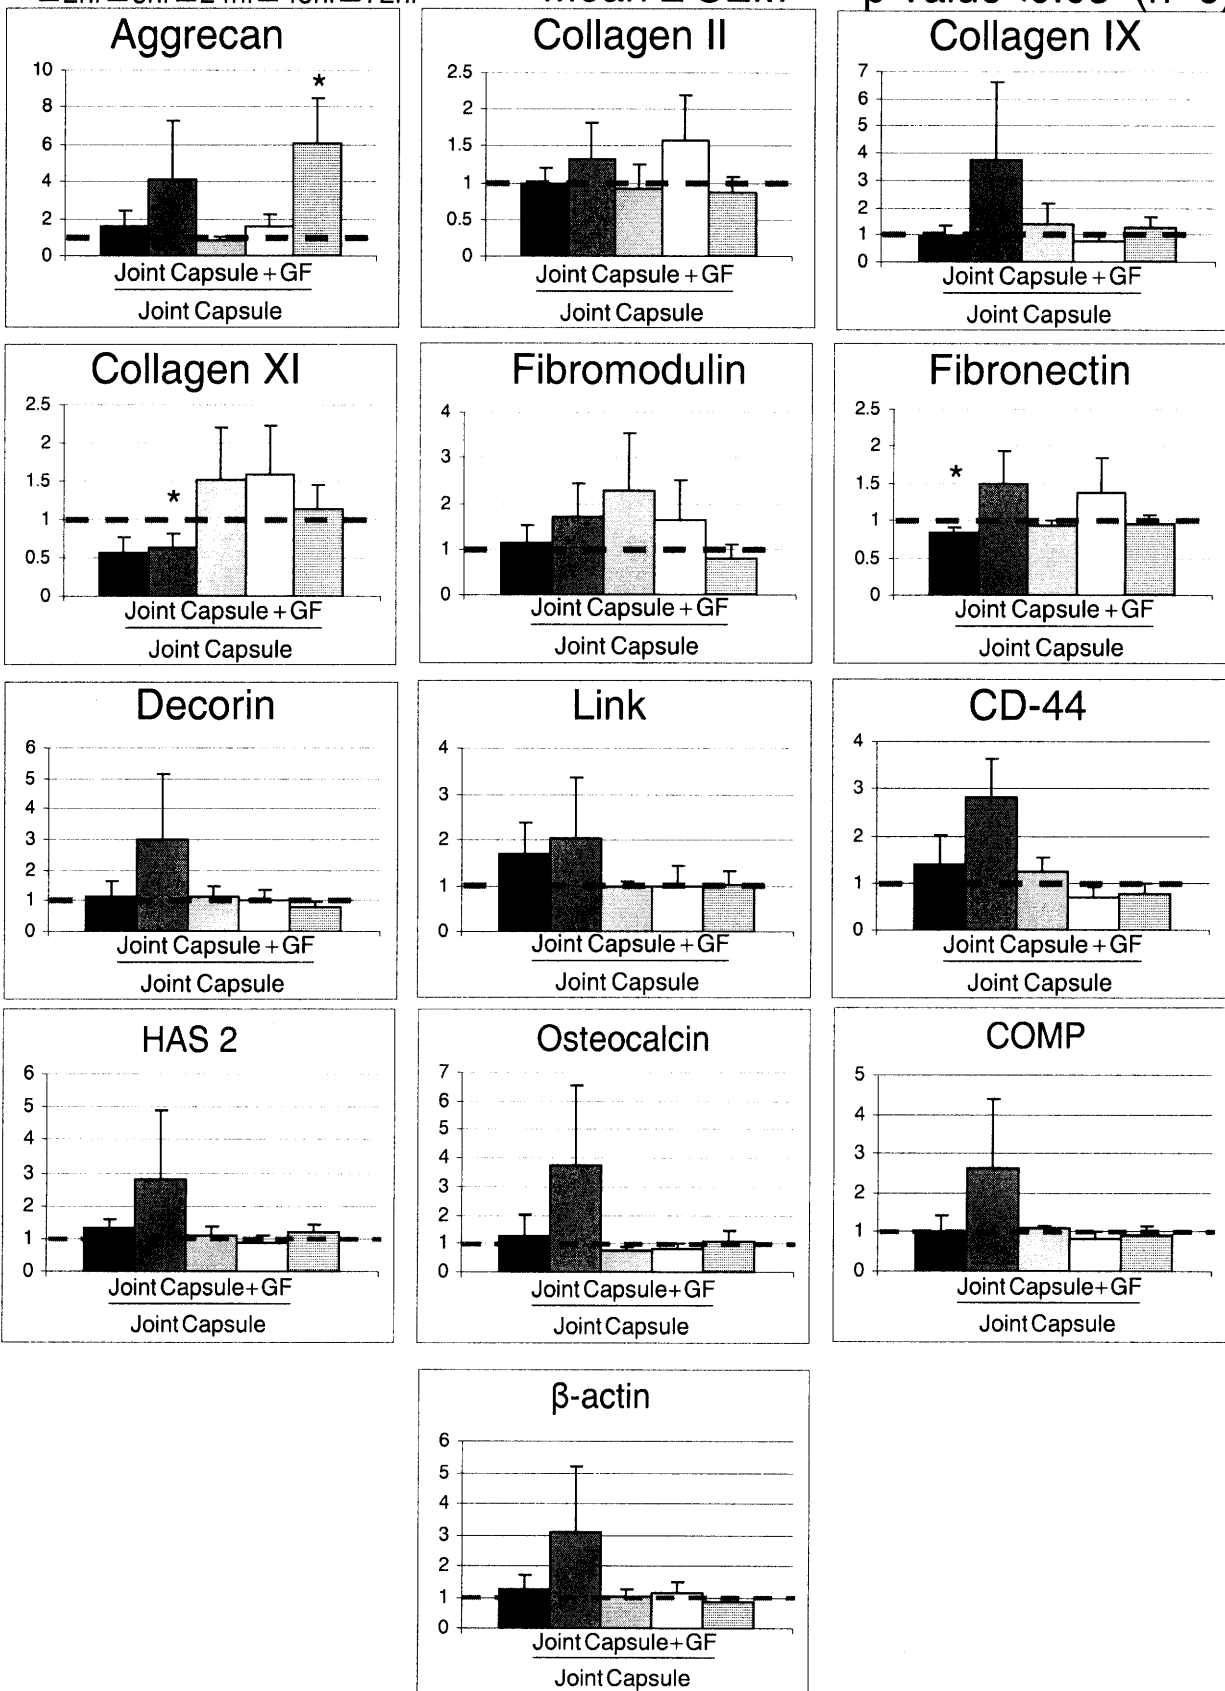 Aggrecan
10
8
6
4
2
0
*
Joint Capsule + GF
Joint Capsule
Collagen II
2.5
2
1.5
1
0.5
0
Joint Capsule + GF
Joint Capsule
Collagen IX
7
6
5
4
3
2
1
0
Joint Capsule + GF
Joint Capsule
Collagen XI
2.5
2
1.5
1
0.5
0
*
Joint Capsule + GF
Joint Capsule
Fibromodulin
4
3
2
1
0
Joint Capsule + GF
Joint Capsule
Fibronectin
2.5
2
1.5
1
0.5
0
*
Joint Capsule + GF
Joint Capsule
Decorin
6
5
4
3
2
1
0
Joint Capsule + GF
Joint Capsule
Link
4
3
2
1
0
Joint Capsule + GF
Joint Capsule
CD-44
4
3
2
1
0
Joint Capsule + GF
Joint Capsule
HAS 2
6
5
4
3
2
1
0
Joint Capsule+GF
Joint Capsule
Osteocalcin
7
6
5
4
3
2
1
0
Joint Capsule+GF
Joint Capsule
COMP
5
4
3
2
1
0
Joint Capsule+GF
Joint Capsule
β-actin
6
5
4
3
2
1
0
Joint Capsule+GF
Joint Capsule